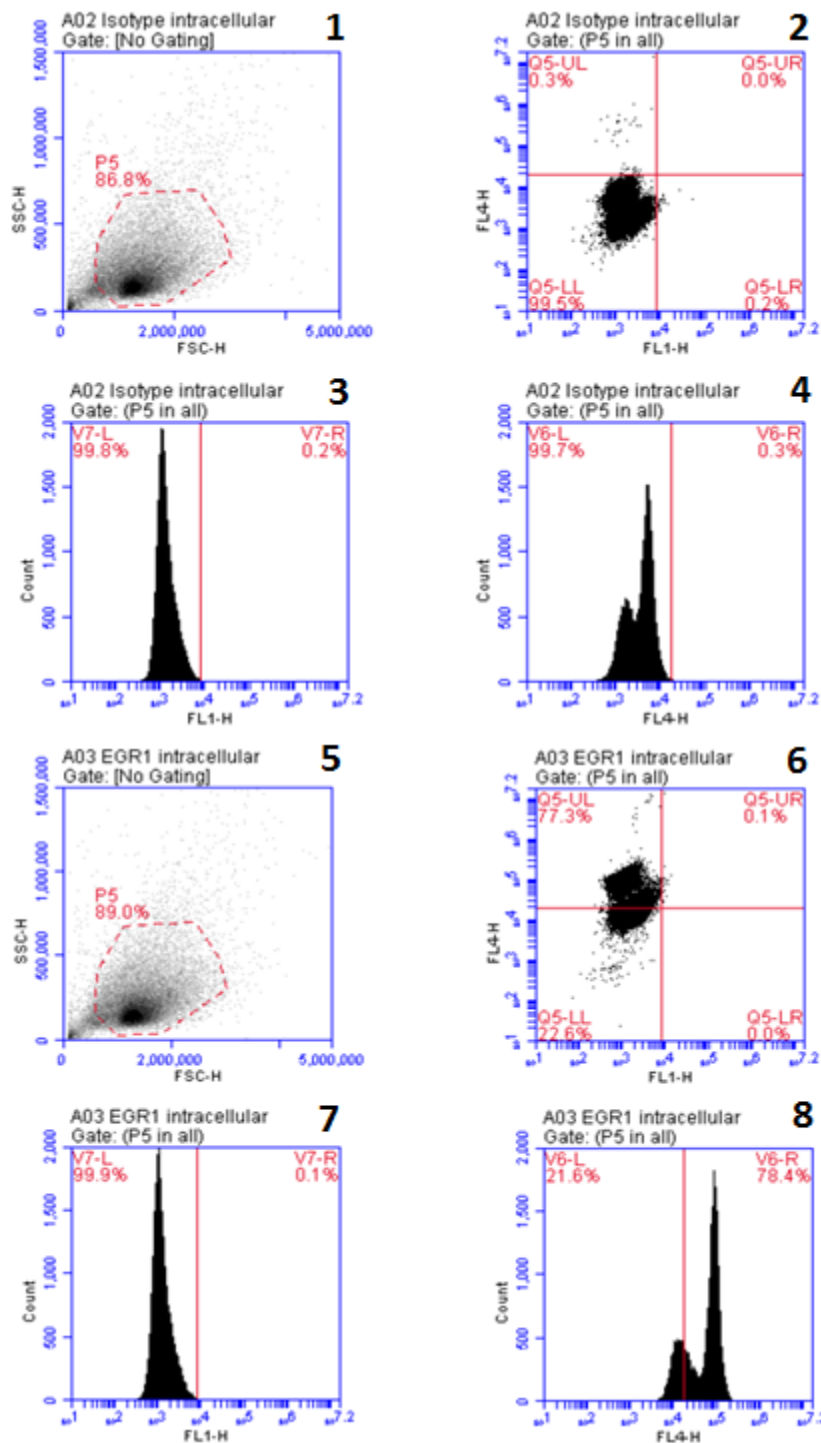 A02 Isotype intracellular 1
Gate: [No Gating]
1,500,000
1,000,000
500,000
0
SSC-H
P5
86.8%
0 2,000,000 5,000,000
FSC-H
A02 Isotype intracellular 2
Gate: (P5 in all)
Q5-UL Q5-UR
0.3% 0.0%
Q5-LL Q5-LR
99.5% 0.2%
FL4-H
FL1-H
A02 Isotype intracellular 3
Gate: (P5 in all)
V7-L V7-R
99.8% 0.2%
2,000
1,500
1,000
500
0
Count
FL1-H
A02 Isotype intracellular 4
Gate: (P5 in all)
V6-L V6-R
99.7% 0.3%
2,000
1,500
1,000
500
0
Count
FL4-H
A03 EGR1 intracellular 5
Gate: [No Gating]
1,500,000
1,000,000
500,000
0
SSC-H
P5
89.0%
0 2,000,000 5,000,000
FSC-H
A03 EGR1 intracellular 6
Gate: (P5 in all)
Q5-UL Q5-UR
77.3% 0.1%
Q5-LL Q5-LR
22.6% 0.0%
FL4-H
FL1-H
A03 EGR1 intracellular 7
Gate: (P5 in all)
V7-L V7-R
99.9% 0.1%
2,000
1,500
1,000
500
0
Count
FL1-H
A03 EGR1 intracellular 8
Gate: (P5 in all)
V6-L V6-R
21.6% 78.4%
2,000
1,500
1,000
500
0
Count
FL4-H